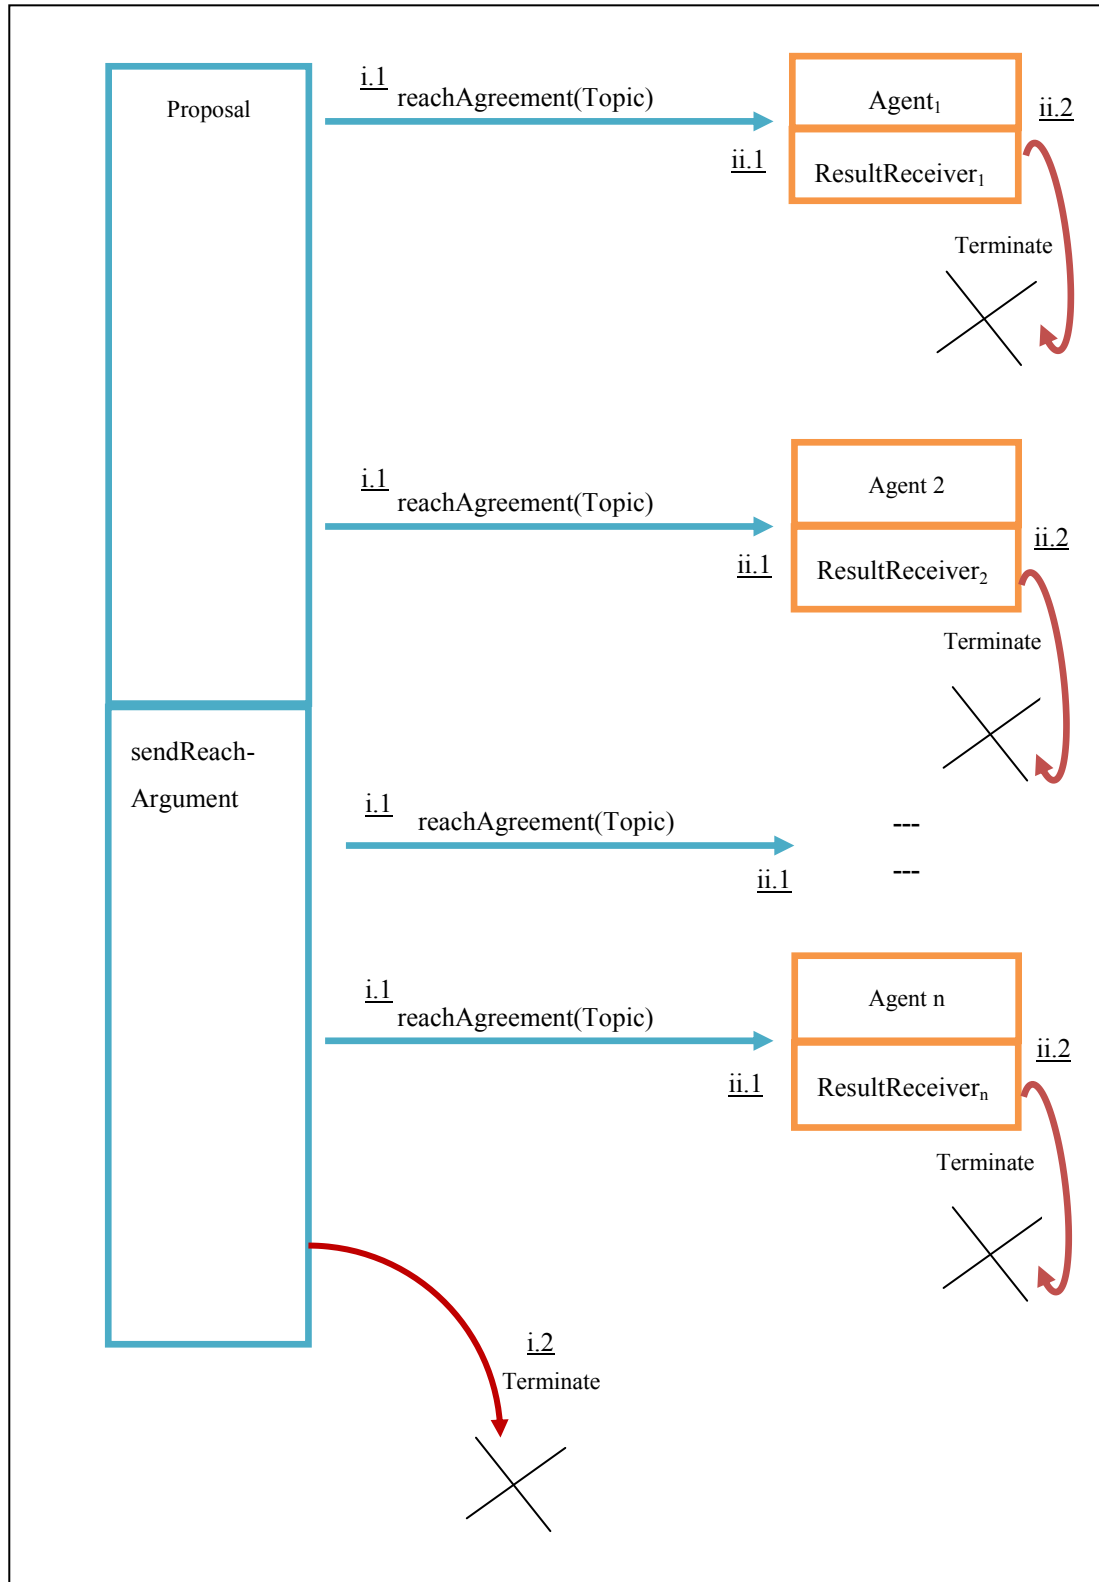 Proposal
i.1
reachAgreement(Topic)
ii.1
Agent1
ResultReceiver1
ii.2
Terminate
i.1
reachAgreement(Topic)
ii.1
Agent 2
ResultReceiver2
ii.2
Terminate
sendReach-
Argument
i.1
reachAgreement(Topic)
ii.1
---
---
i.1
reachAgreement(Topic)
ii.1
Agent n
ResultReceivern
ii.2
Terminate
i.2
Terminate